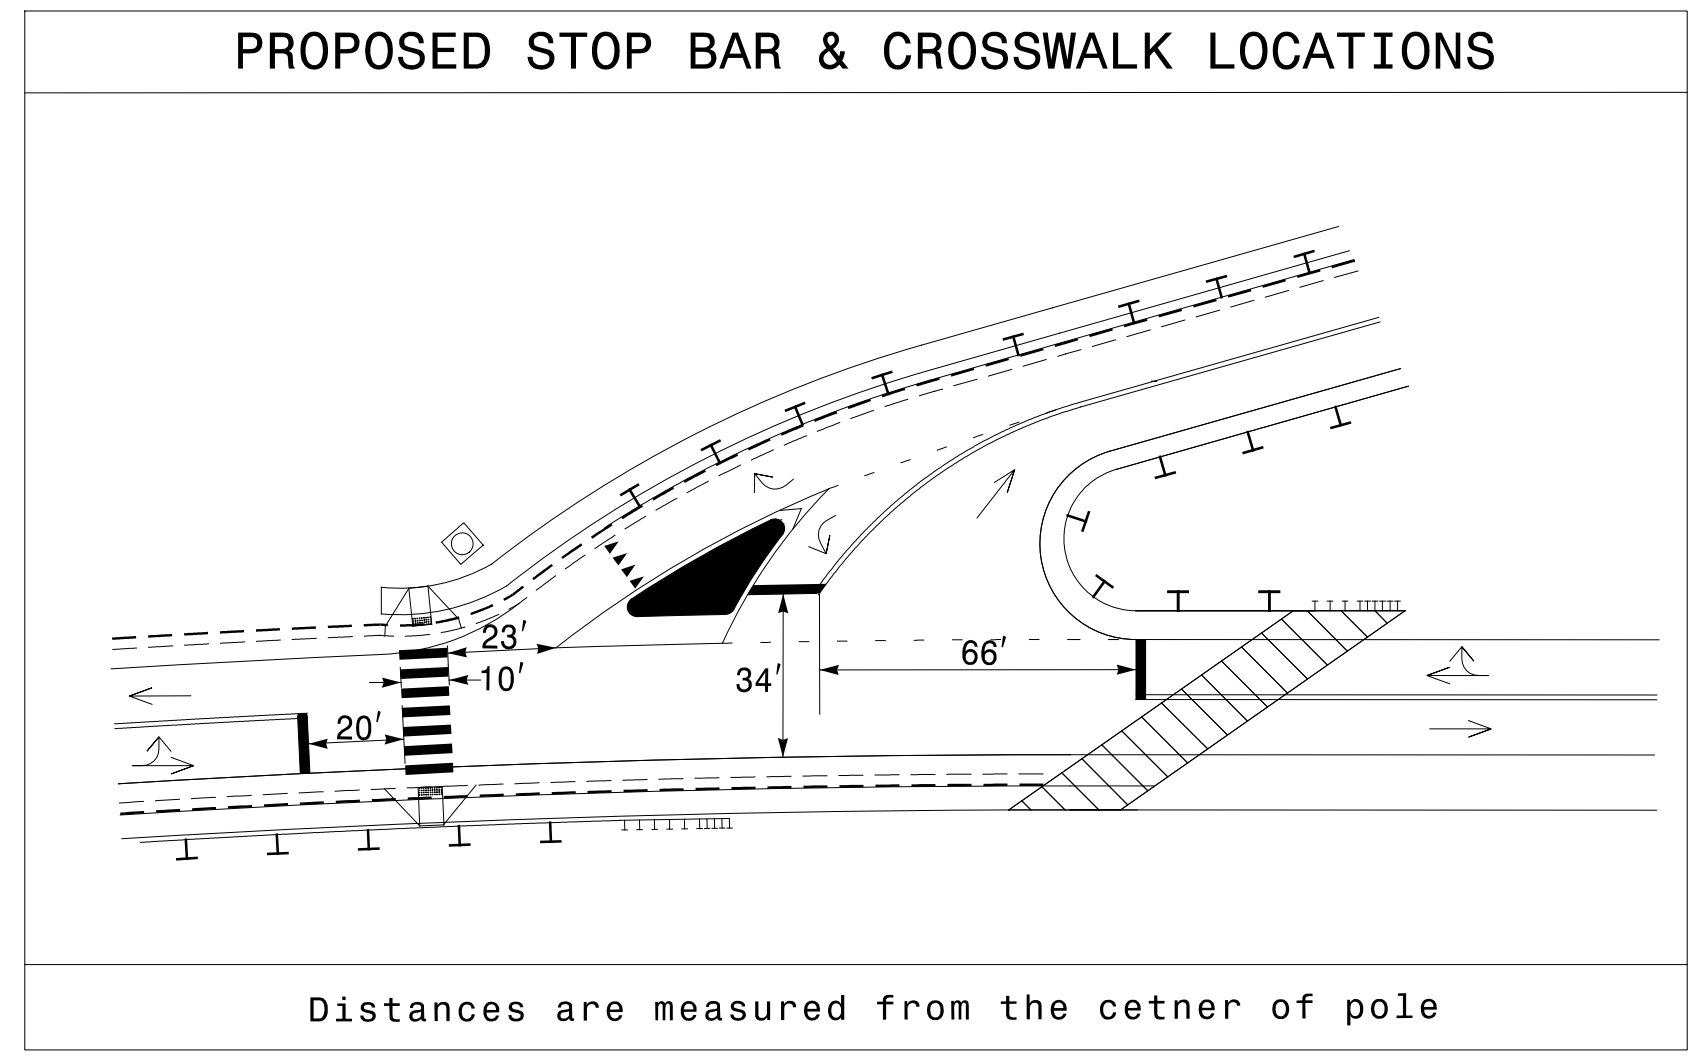 PROPOSED STOP BAR & CROSSWALK LOCATIONS
23'
10'
66'
34'
20'
Distances are measured from the cetner of pole